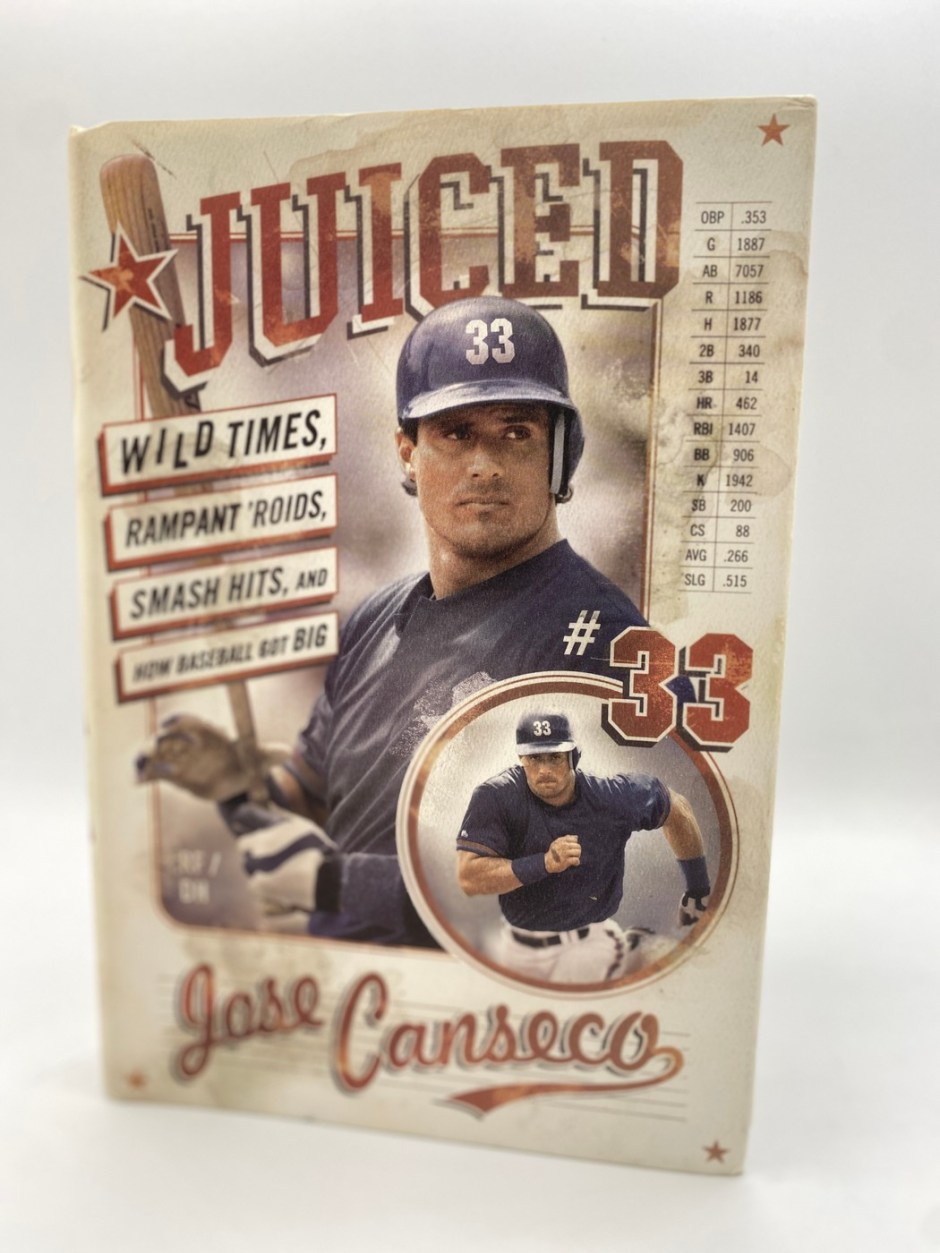 JUICED
33
WILD TIMES,
RAMPANT 'ROIDS,
SMASH HITS, AND
HOW BASEBALL GOT BIG
OBP .353
G 1887
AB 7057
R 1186
H 1877
2B 340
3B 14
HR 462
RBI 1407
BB 906
K 1942
SB 200
CS 88
AVG .266
SLG .515
#33
33
RF /
DH
Jose Canseco